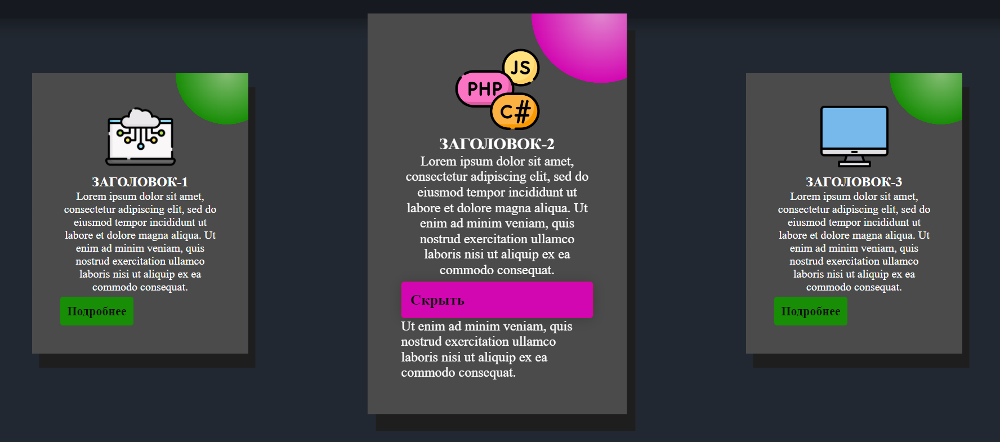 ЗАГОЛОВОК-1
Lorem ipsum dolor sit amet,
consectetur adipiscing elit, sed do
eiusmod tempor incididunt ut
labore et dolore magna aliqua. Ut
enim ad minim veniam, quis
nostrud exercitation ullamco
laboris nisi ut aliquip ex ea
commodo consequat.
Подробнее
JS
PHP
C#
ЗАГОЛОВОК-2
Lorem ipsum dolor sit amet,
consectetur adipiscing elit, sed do
eiusmod tempor incididunt ut
labore et dolore magna aliqua. Ut
enim ad minim veniam, quis
nostrud exercitation ullamco
laboris nisi ut aliquip ex ea
commodo consequat.
Скрыть
Ut enim ad minim veniam, quis
nostrud exercitation ullamco
laboris nisi ut aliquip ex ea
commodo consequat.
ЗАГОЛОВОК-3
Lorem ipsum dolor sit amet,
consectetur adipiscing elit, sed do
eiusmod tempor incididunt ut
labore et dolore magna aliqua. Ut
enim ad minim veniam, quis
nostrud exercitation ullamco
laboris nisi ut aliquip ex ea
commodo consequat.
Подробнее